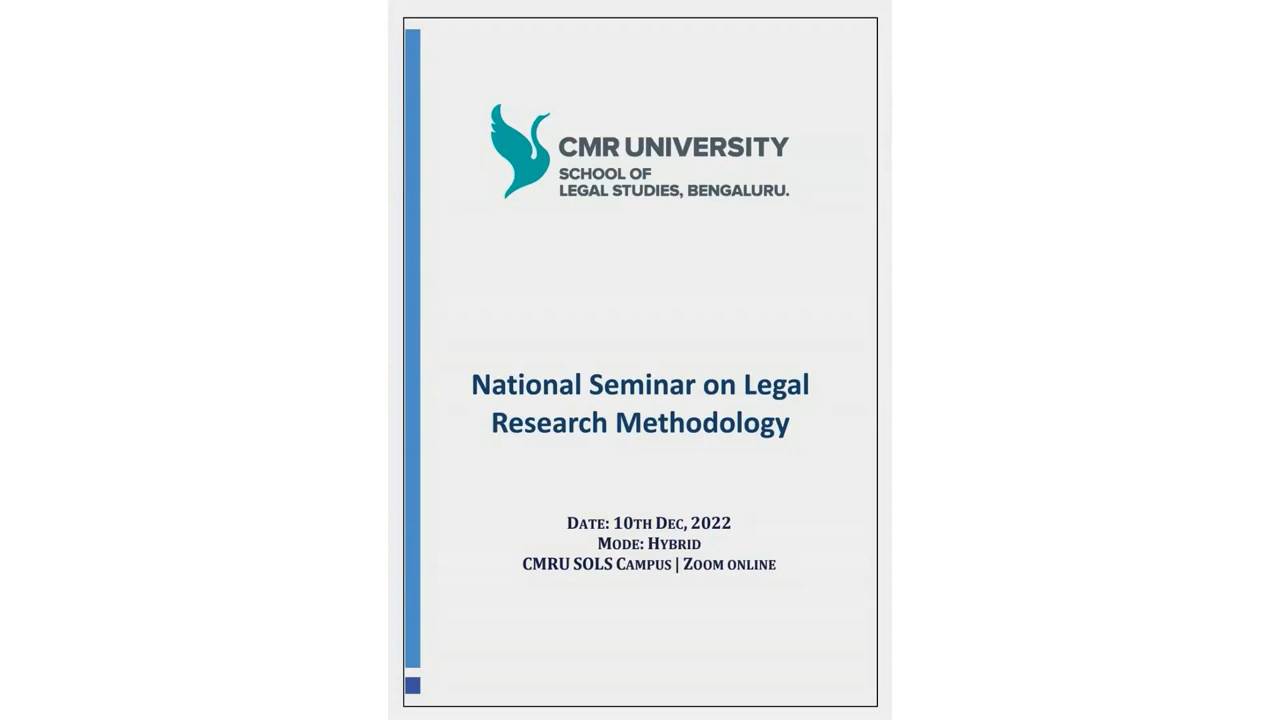 CMR UNIVERSITY
SCHOOL OF
LEGAL STUDIES, BENGALURU.
National Seminar on Legal
Research Methodology
DATE: 10TH DEC, 2022
MODE: HYBRID
CMRU SOLS CAMPUS | ZOOM ONLINE